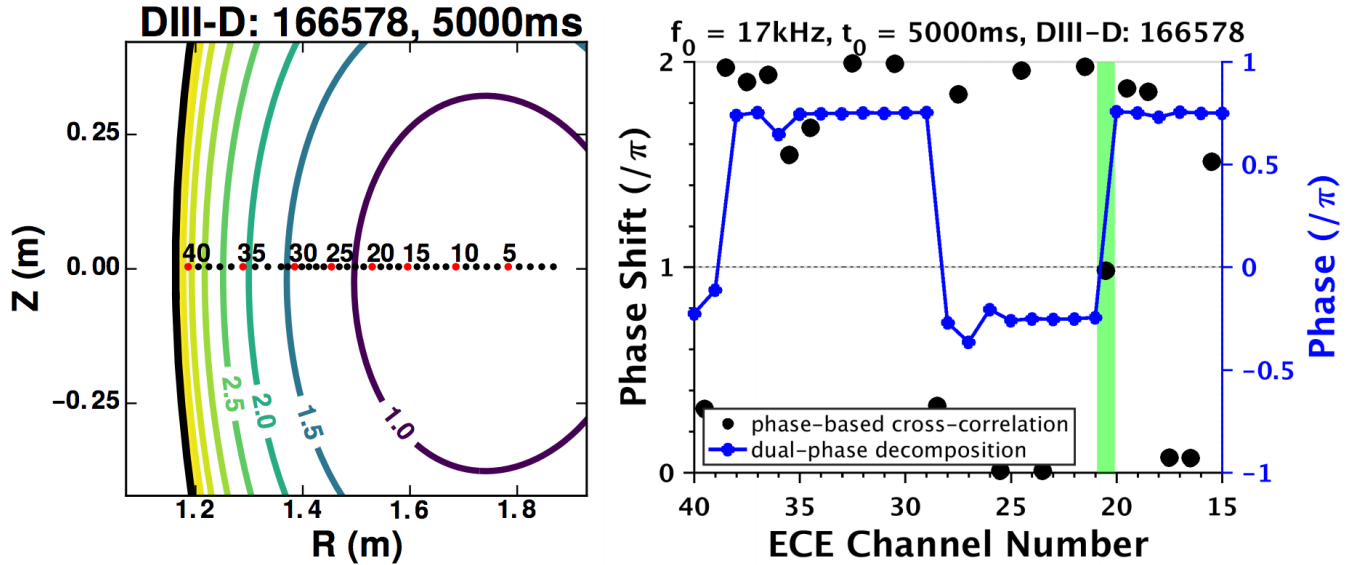 DIII-D: 166578, 5000ms
0.25
0.00
−0.25
Z (m)
40 35 30 25 20 15 10 5
2.5 2.0 1.5 1.0
1.2 1.4 1.6 1.8
R (m)
f0 = 17kHz, t0 = 5000ms, DIII-D: 166578
2
1
0
Phase Shift (/π)
1
0.5
0
−0.5
−1
Phase (/π)
phase-based cross-correlation
dual-phase decomposition
40 35 30 25 20 15
ECE Channel Number